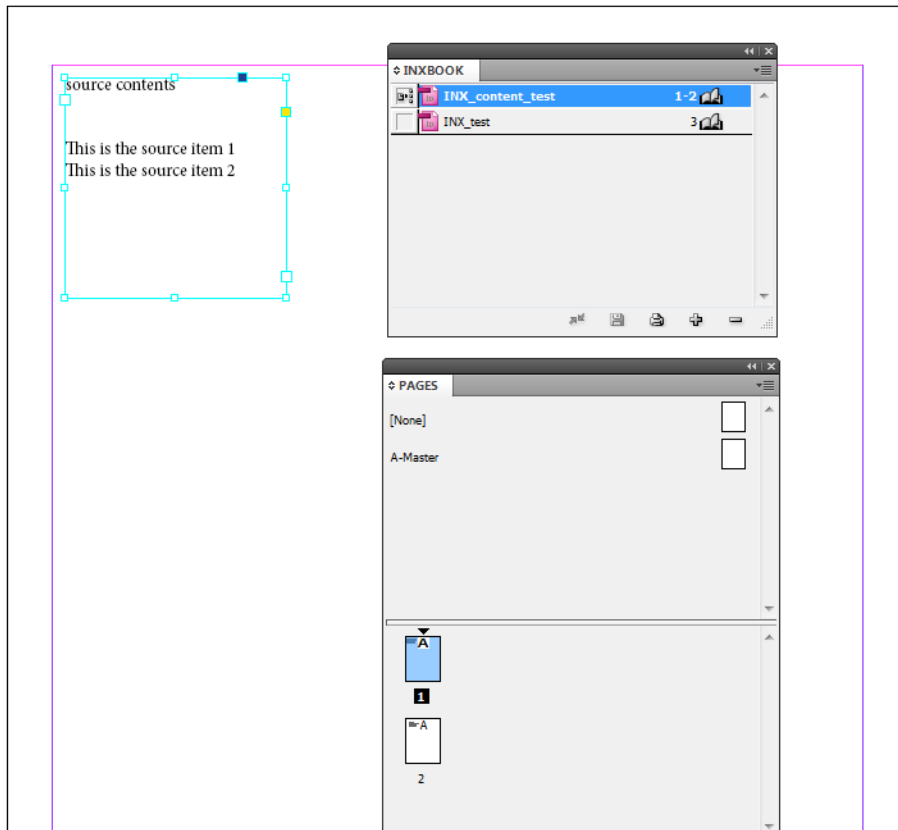 source contents
This is the source item 1
This is the source item 2
INXBOOK
INX_content_test 1-2
INX_test 3
PAGES
[None]
A-Master
A
1
A
2